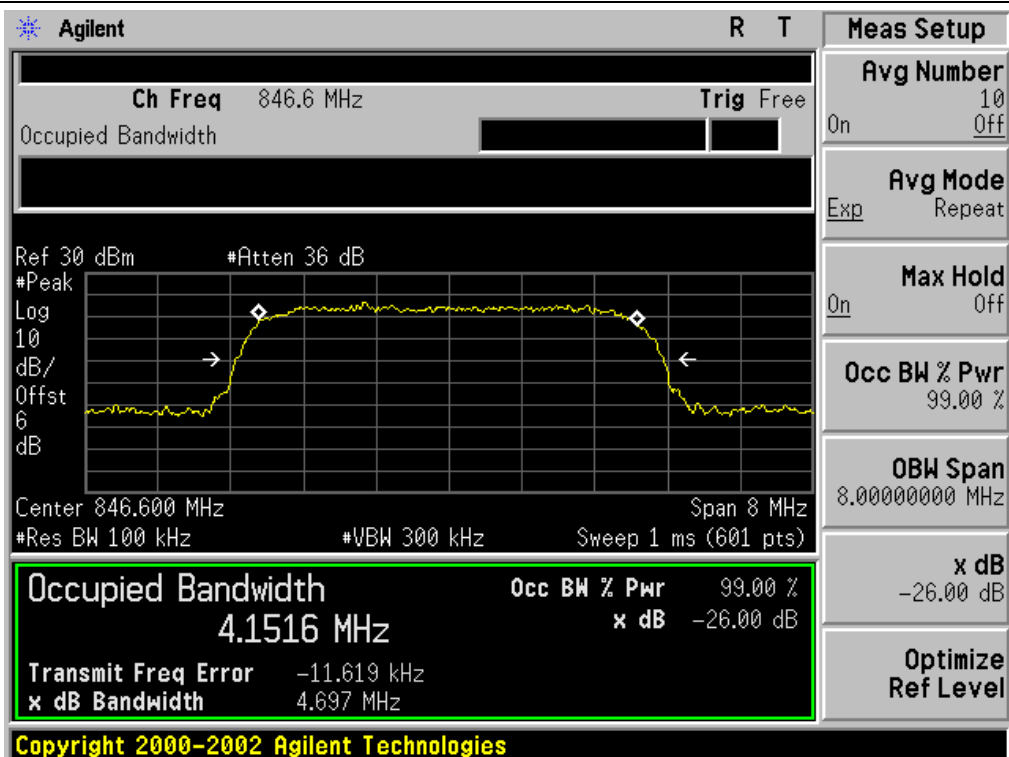 Agilent R T
Ch Freq 846.6 MHz Trig Free
Occupied Bandwidth
Ref 30 dBm #Atten 36 dB
#Peak
Log
10
dB/
Offst
6
dB
Center 846.600 MHz Span 8 MHz
#Res BW 100 kHz #VBW 300 kHz Sweep 1 ms (601 pts)
Occupied Bandwidth Occ BW % Pwr 99.00 %
4.1516 MHz x dB -26.00 dB
Transmit Freq Error -11.619 kHz
x dB Bandwidth 4.697 MHz
Copyright 2000-2002 Agilent Technologies
Meas Setup
Avg Number
10
On Off
Avg Mode
Exp Repeat
Max Hold
On Off
Occ BW % Pwr
99.00 %
OBW Span
8.00000000 MHz
x dB
-26.00 dB
Optimize
Ref Level